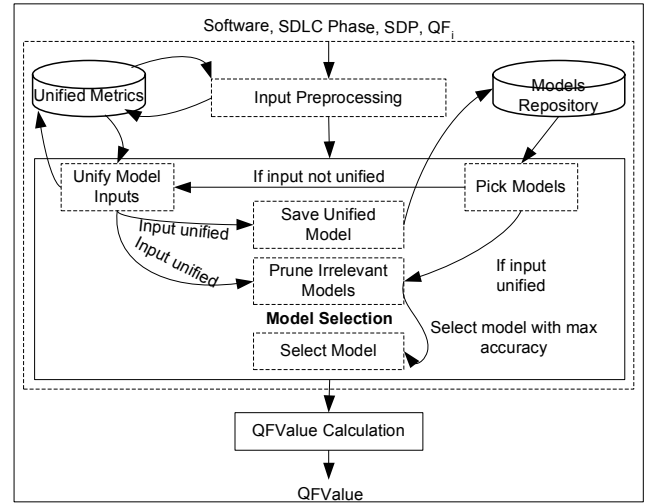 Software, SDLC Phase, SDP, QFi
Unified Metrics
Input Preprocessing
Models
Repository
Unify Model
Inputs
If input not unified
Pick Models
Input unified
Save Unified
Model
Input unified
Prune Irrelevant
Models
If input
unified
Model Selection
Select model with max
accuracy
Select Model
QFValue Calculation
QFValue